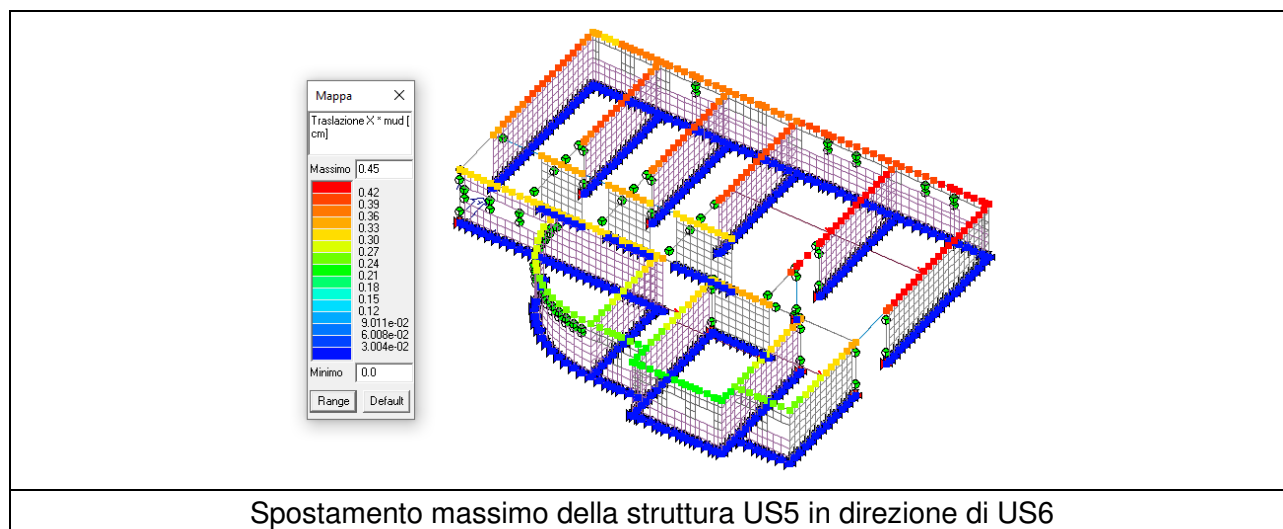 Mappa
Traslazione X * mud [
cm]
Massimo 0.45
0.42
0.39
0.36
0.33
0.30
0.27
0.24
0.21
0.18
0.15
0.12
9.011e-02
6.008e-02
3.004e-02
Minimo 0.0
Range Default
Spostamento massimo della struttura US5 in direzione di US6